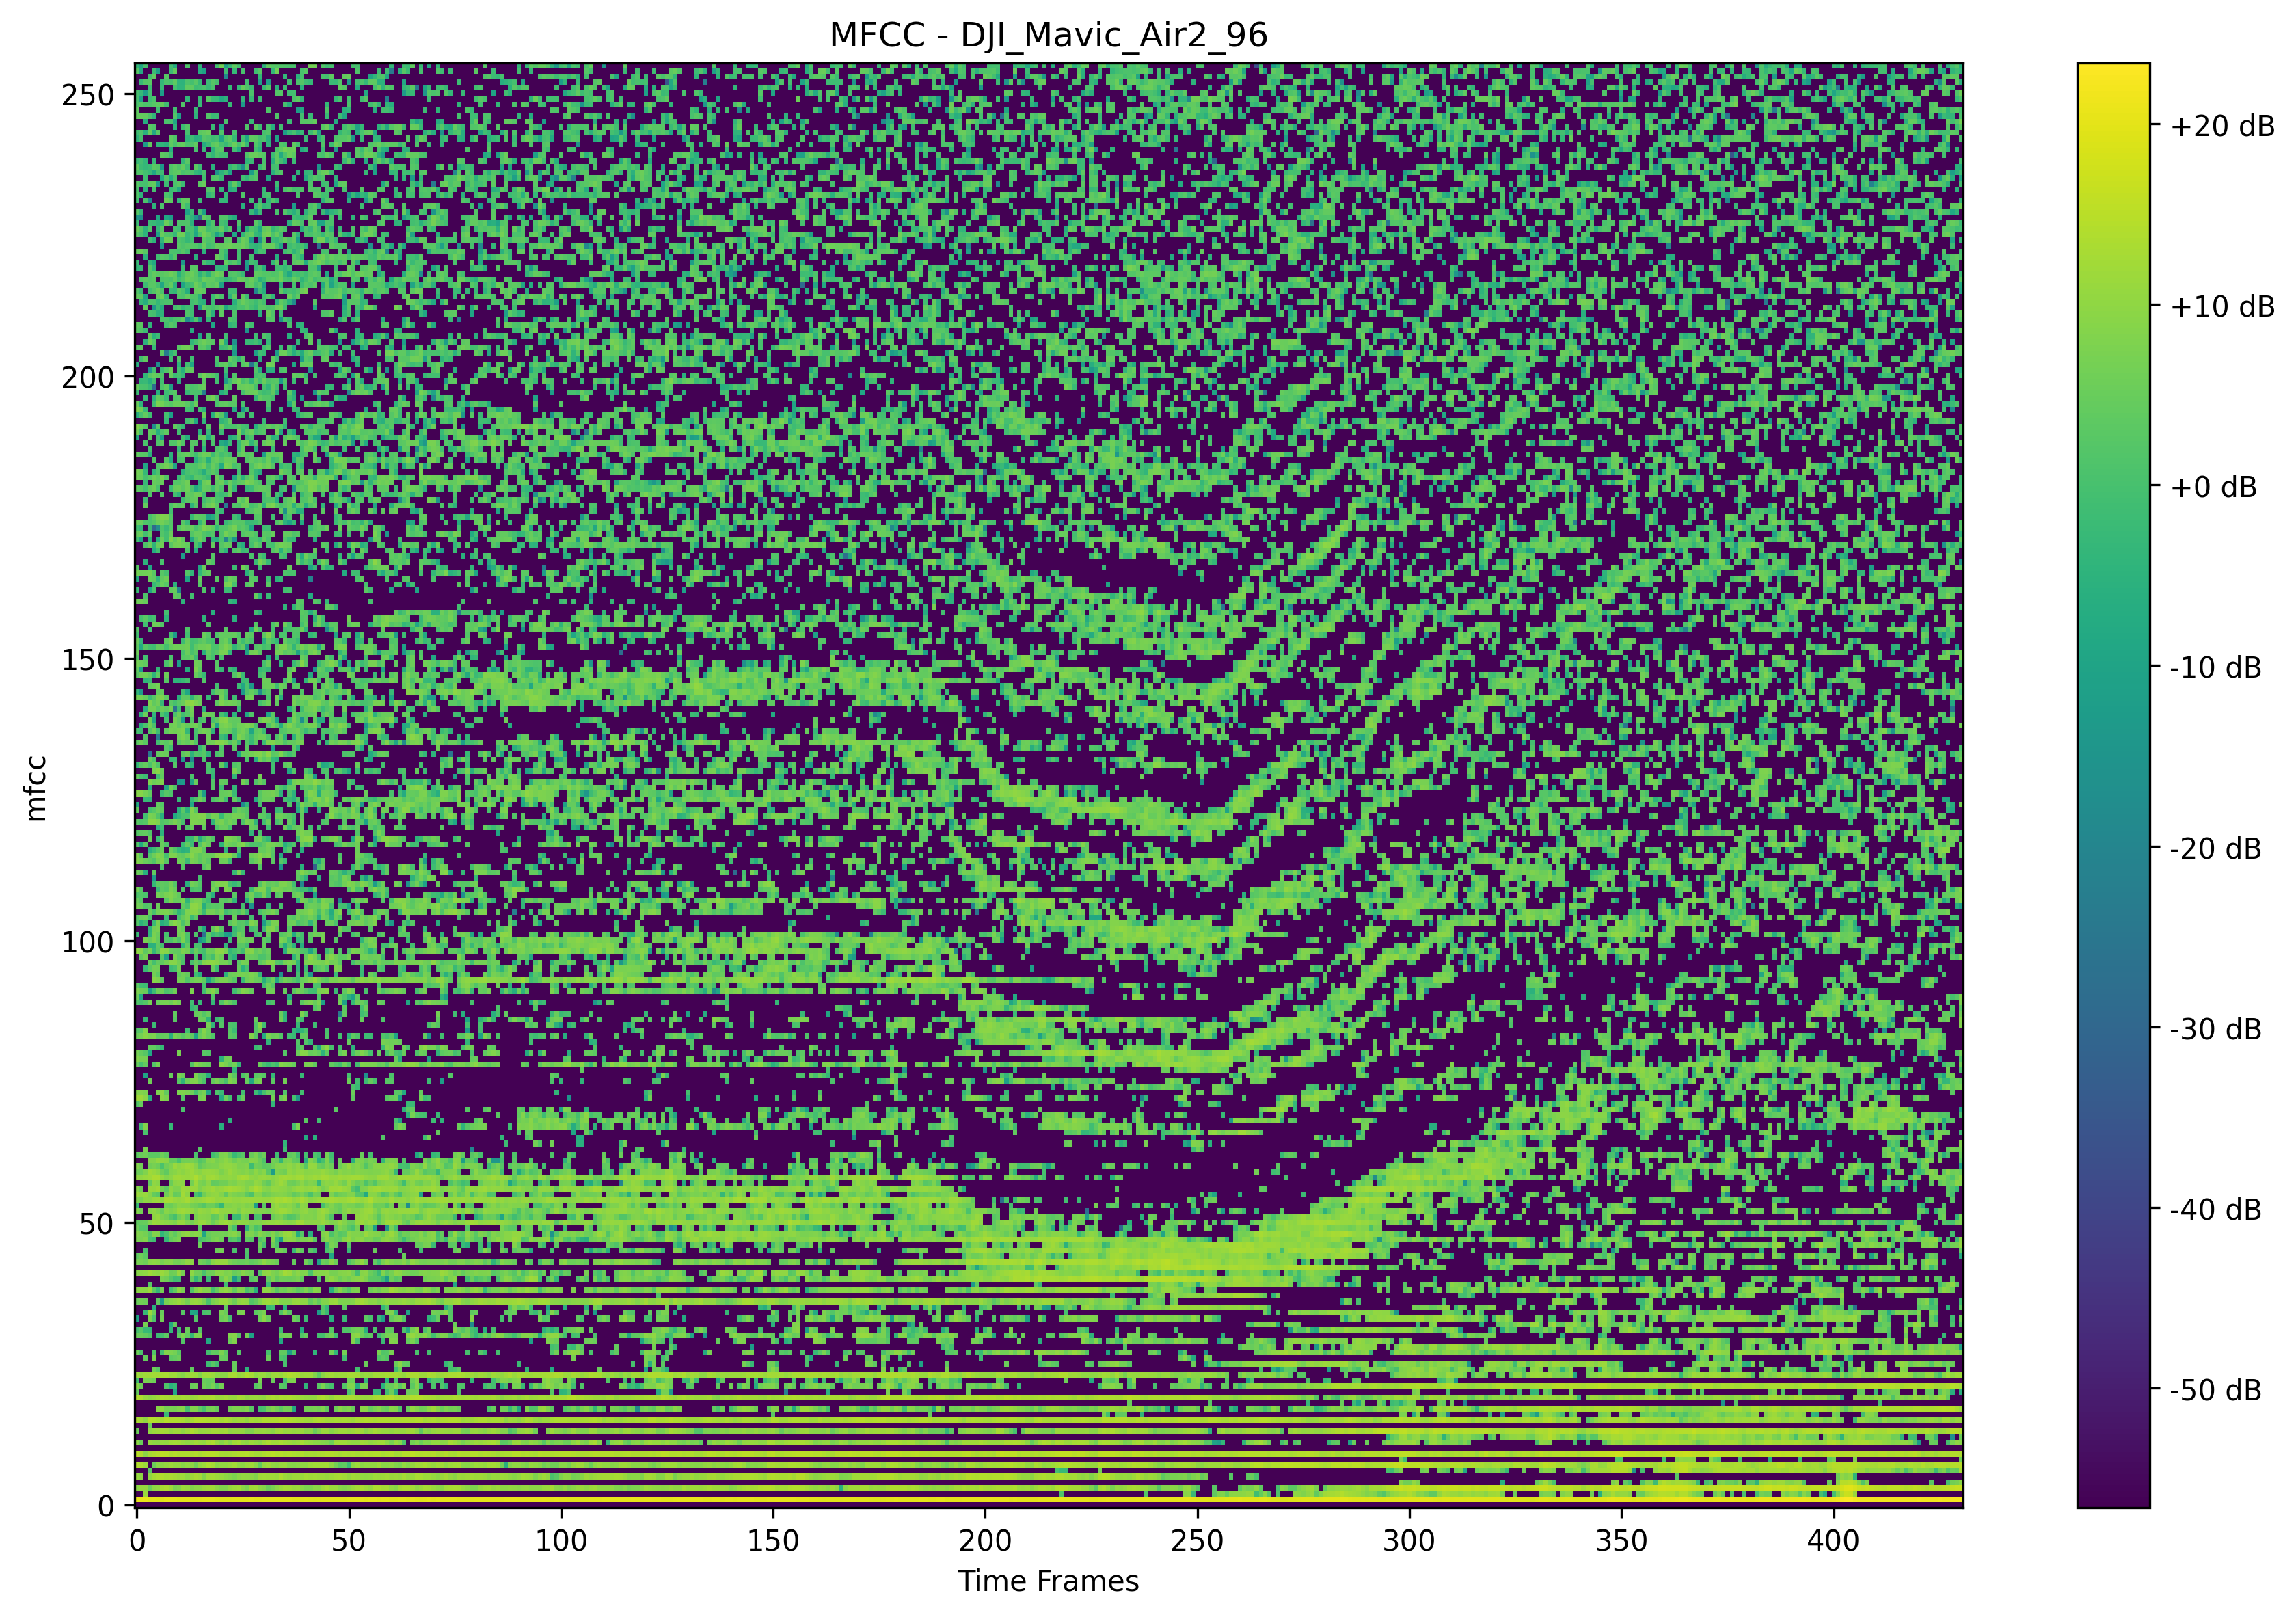 MFCC - DJI_Mavic_Air2_96
250
200
150
100
50
0
mfcc
0 50 100 150 200 250 300 350 400
Time Frames
+20 dB
+10 dB
+0 dB
-10 dB
-20 dB
-30 dB
-40 dB
-50 dB